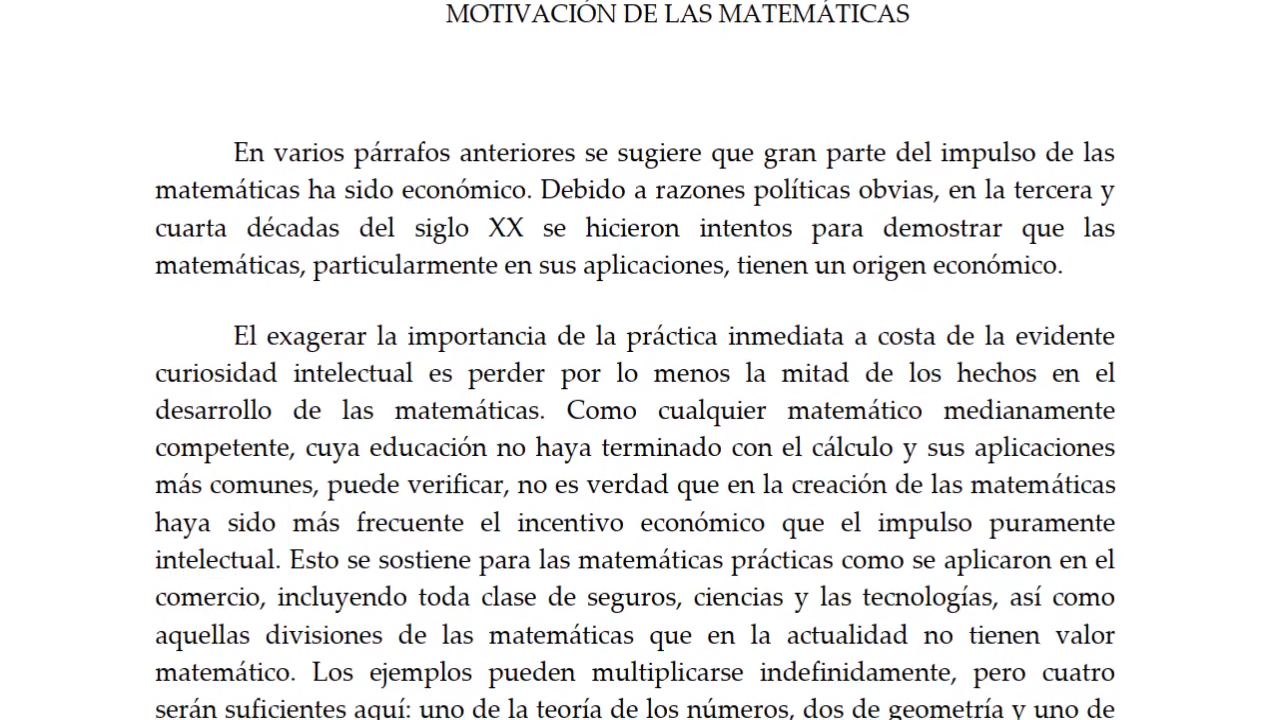 MOTIVACIÓN DE LAS MATEMÁTICAS
En varios párrafos anteriores se sugiere que gran parte del impulso de las
matemáticas ha sido económico. Debido a razones políticas obvias, en la tercera y
cuarta décadas del siglo XX se hicieron intentos para demostrar que las
matemáticas, particularmente en sus aplicaciones, tienen un origen económico.
El exagerar la importancia de la práctica inmediata a costa de la evidente
curiosidad intelectual es perder por lo menos la mitad de los hechos en el
desarrollo de las matemáticas. Como cualquier matemático medianamente
competente, cuya educación no haya terminado con el cálculo y sus aplicaciones
más comunes, puede verificar, no es verdad que en la creación de las matemáticas
haya sido más frecuente el incentivo económico que el impulso puramente
intelectual. Esto se sostiene para las matemáticas prácticas como se aplicaron en el
comercio, incluyendo toda clase de seguros, ciencias y las tecnologías, así como
aquellas divisiones de las matemáticas que en la actualidad no tienen valor
matemático. Los ejemplos pueden multiplicarse indefinidamente, pero cuatro
serán suficientes aquí: uno de la teoría de los números, dos de geometría y uno de